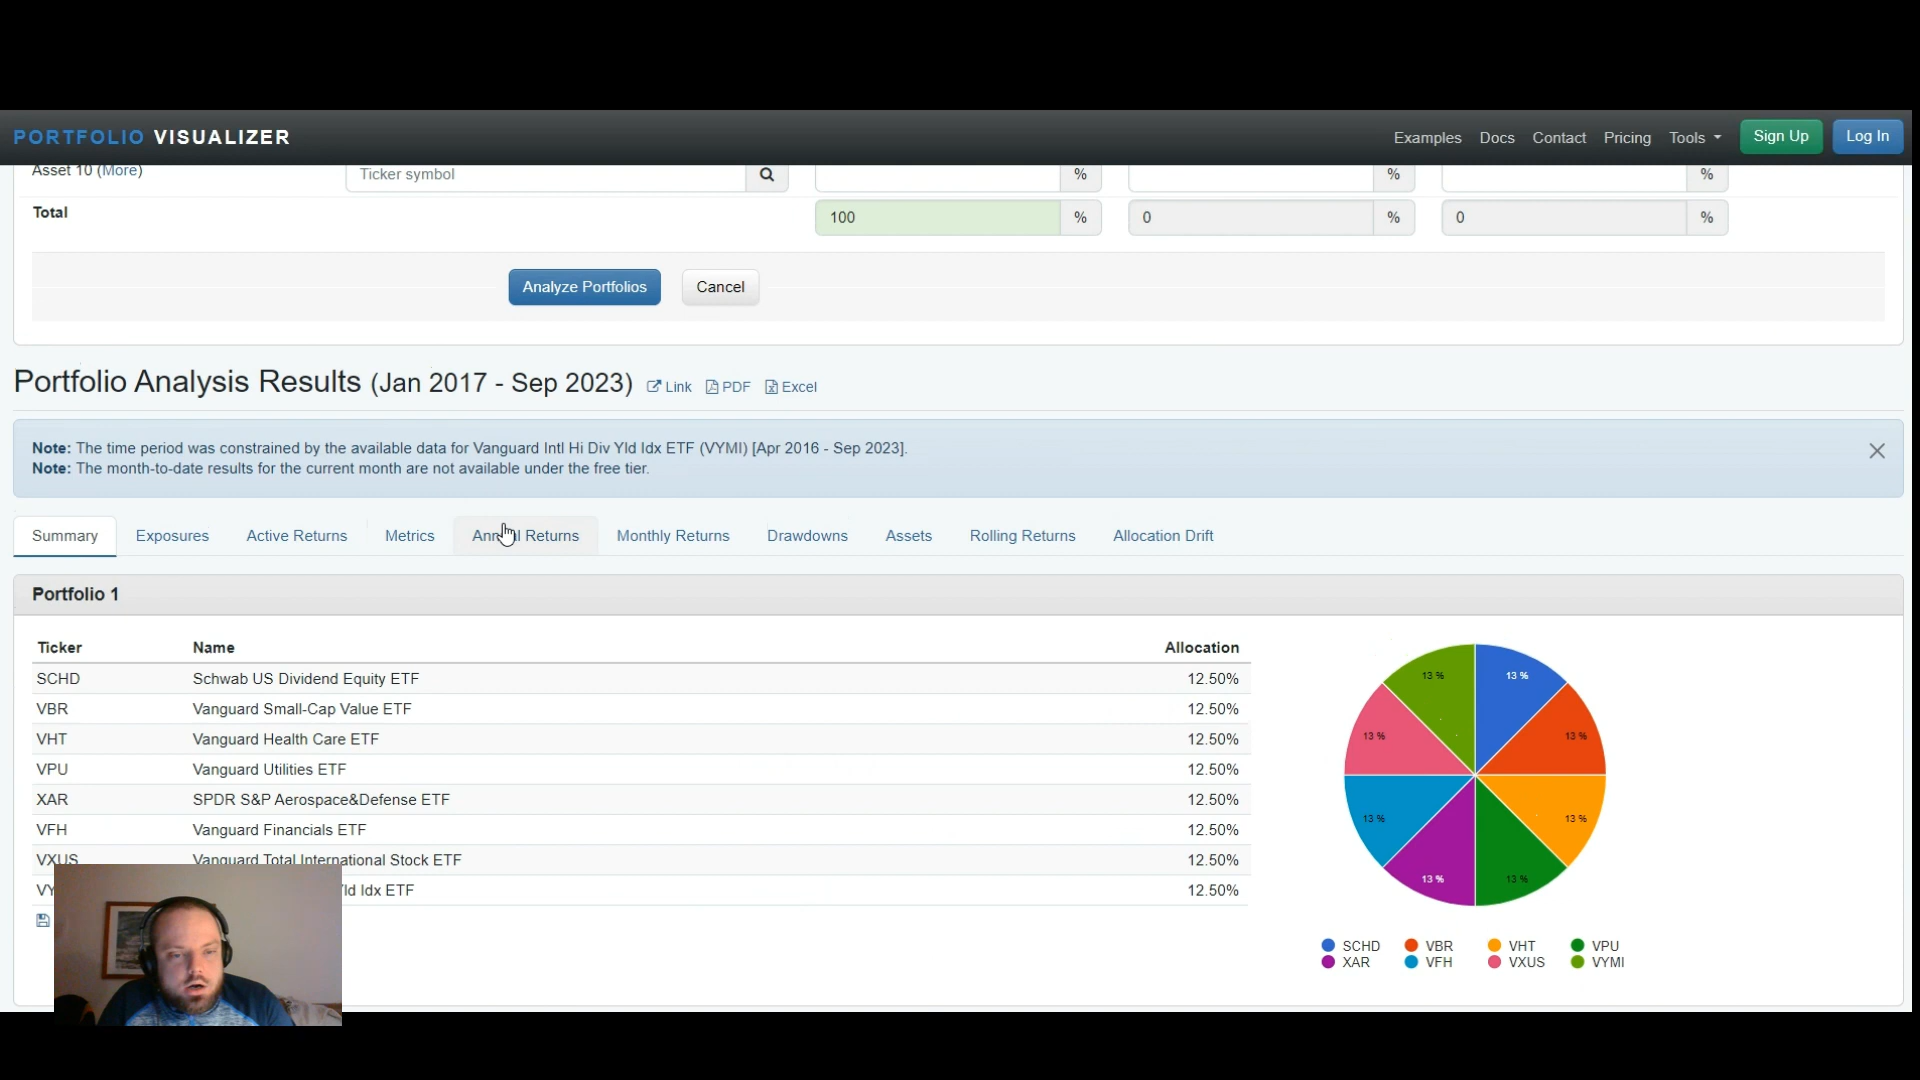 PORTFOLIO VISUALIZER
Examples Docs Contact Pricing Tools Sign Up Log In
Asset 10 (More) Ticker symbol % % %
Total 100 % 0 % 0 %
Analyze Portfolios Cancel
Portfolio Analysis Results (Jan 2017 - Sep 2023) Link PDF Excel
Note: The time period was constrained by the available data for Vanguard Intl Hi Div Yld Idx ETF (VYMI) [Apr 2016 - Sep 2023].
Note: The month-to-date results for the current month are not available under the free tier.
Summary Exposures Active Returns Metrics Annual Returns Monthly Returns Drawdowns Assets Rolling Returns Allocation Drift
Portfolio 1
Ticker Name Allocation
SCHD Schwab US Dividend Equity ETF 12.50%
VBR Vanguard Small-Cap Value ETF 12.50%
VHT Vanguard Health Care ETF 12.50%
VPU Vanguard Utilities ETF 12.50%
XAR SPDR S&P Aerospace&Defense ETF 12.50%
VFH Vanguard Financials ETF 12.50%
VXUS Vanguard Total International Stock ETF 12.50%
VY ld Idx ETF 12.50%
13 % 13 %
13 % 13 %
13 % 13 %
13 % 13 %
SCHD VBR VHT VPU
XAR VFH VXUS VYMI